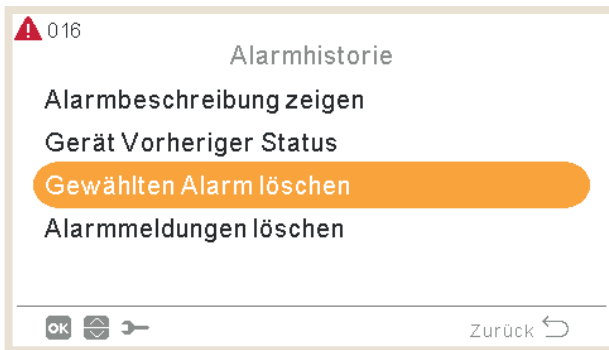 016
Alarmhistorie
Alarmbeschreibung zeigen
Gerät Vorheriger Status
Gewählten Alarm löschen
Alarmmeldungen löschen
OK Zurück